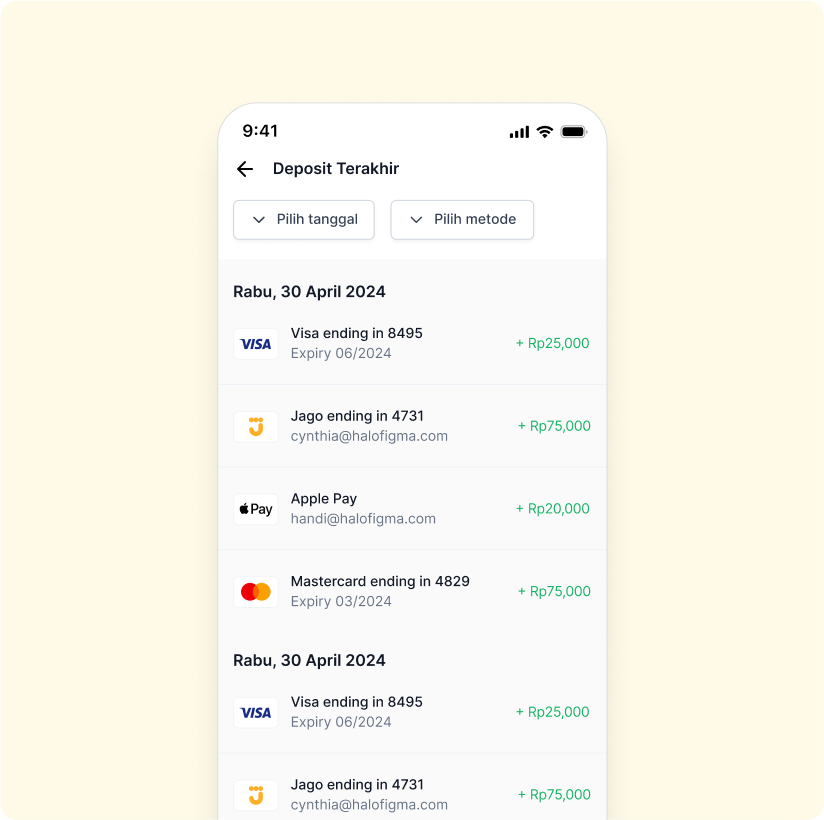 9:41
Deposit Terakhir
Pilih tanggal
Pilih metode
Rabu, 30 April 2024
VISA
Visa ending in 8495
Expiry 06/2024
+ Rp25,000
Jago ending in 4731
cynthia@halofigma.com
+ Rp75,000
Pay
Apple Pay
handi@halofigma.com
+ Rp20,000
Mastercard ending in 4829
Expiry 03/2024
+ Rp75,000
Rabu, 30 April 2024
VISA
Visa ending in 8495
Expiry 06/2024
+ Rp25,000
Jago ending in 4731
cynthia@halofigma.com
+ Rp75,000